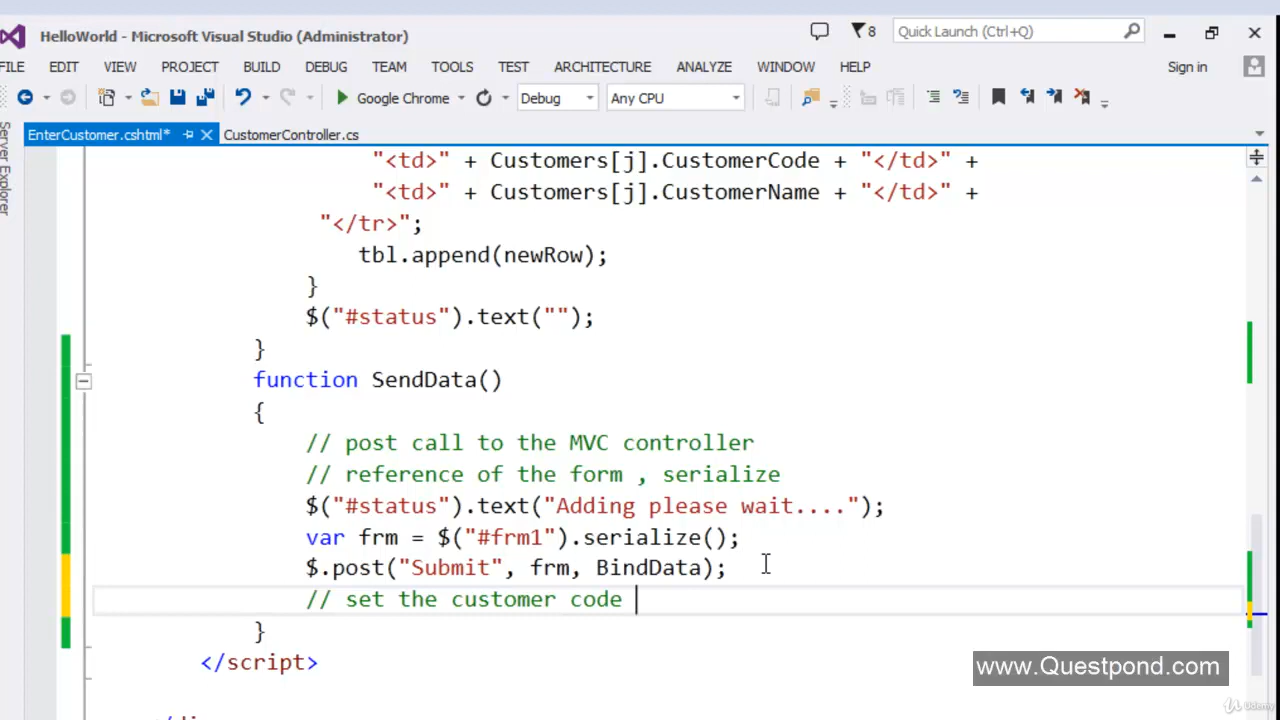 HelloWorld - Microsoft Visual Studio (Administrator)
8
Quick Launch (Ctrl+Q)
FILE EDIT VIEW PROJECT BUILD DEBUG TEAM TOOLS TEST ARCHITECTURE ANALYZE WINDOW HELP Sign in
Google Chrome Debug Any CPU
Server Explorer
EnterCustomer.cshtml* CustomerController.cs
"<td>" + Customers[j].CustomerCode + "</td>" +
"<td>" + Customers[j].CustomerName + "</td>" +
"</tr>";
tbl.append(newRow);
}
$("#status").text("");
}
function SendData()
{
// post call to the MVC controller
// reference of the form , serialize
$("#status").text("Adding please wait....");
var frm = $("#frm1").serialize();
$.post("Submit", frm, BindData);
// set the customer code
}
</script>
www.Questpond.com
Udemy